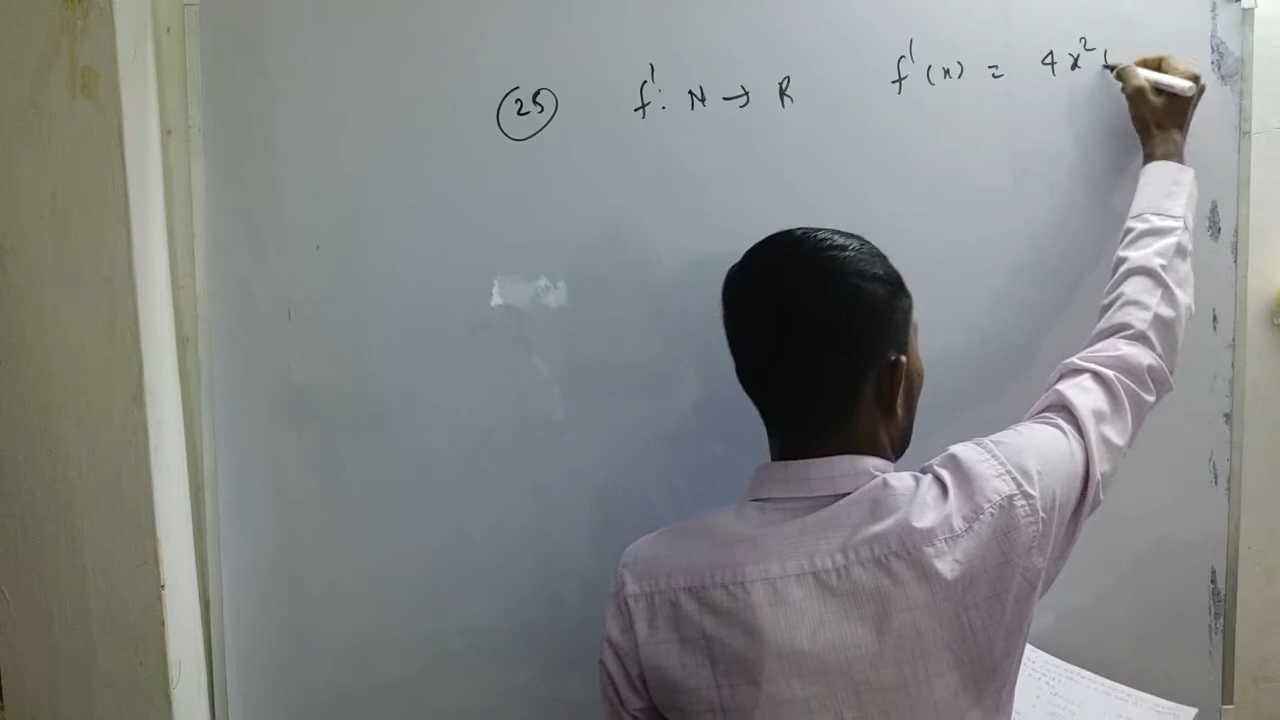 25 f': N → R f'(x) = 4x²